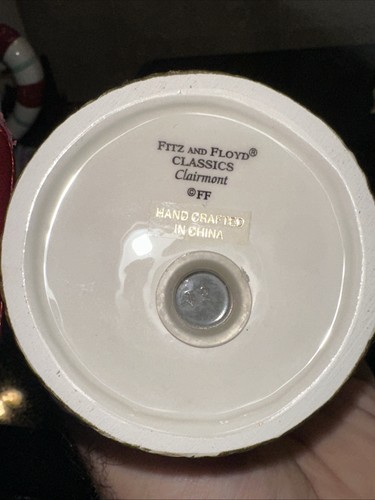 FITZ AND FLOYD®
CLASSICS
Clairmont
©FF
HAND CRAFTED
IN CHINA